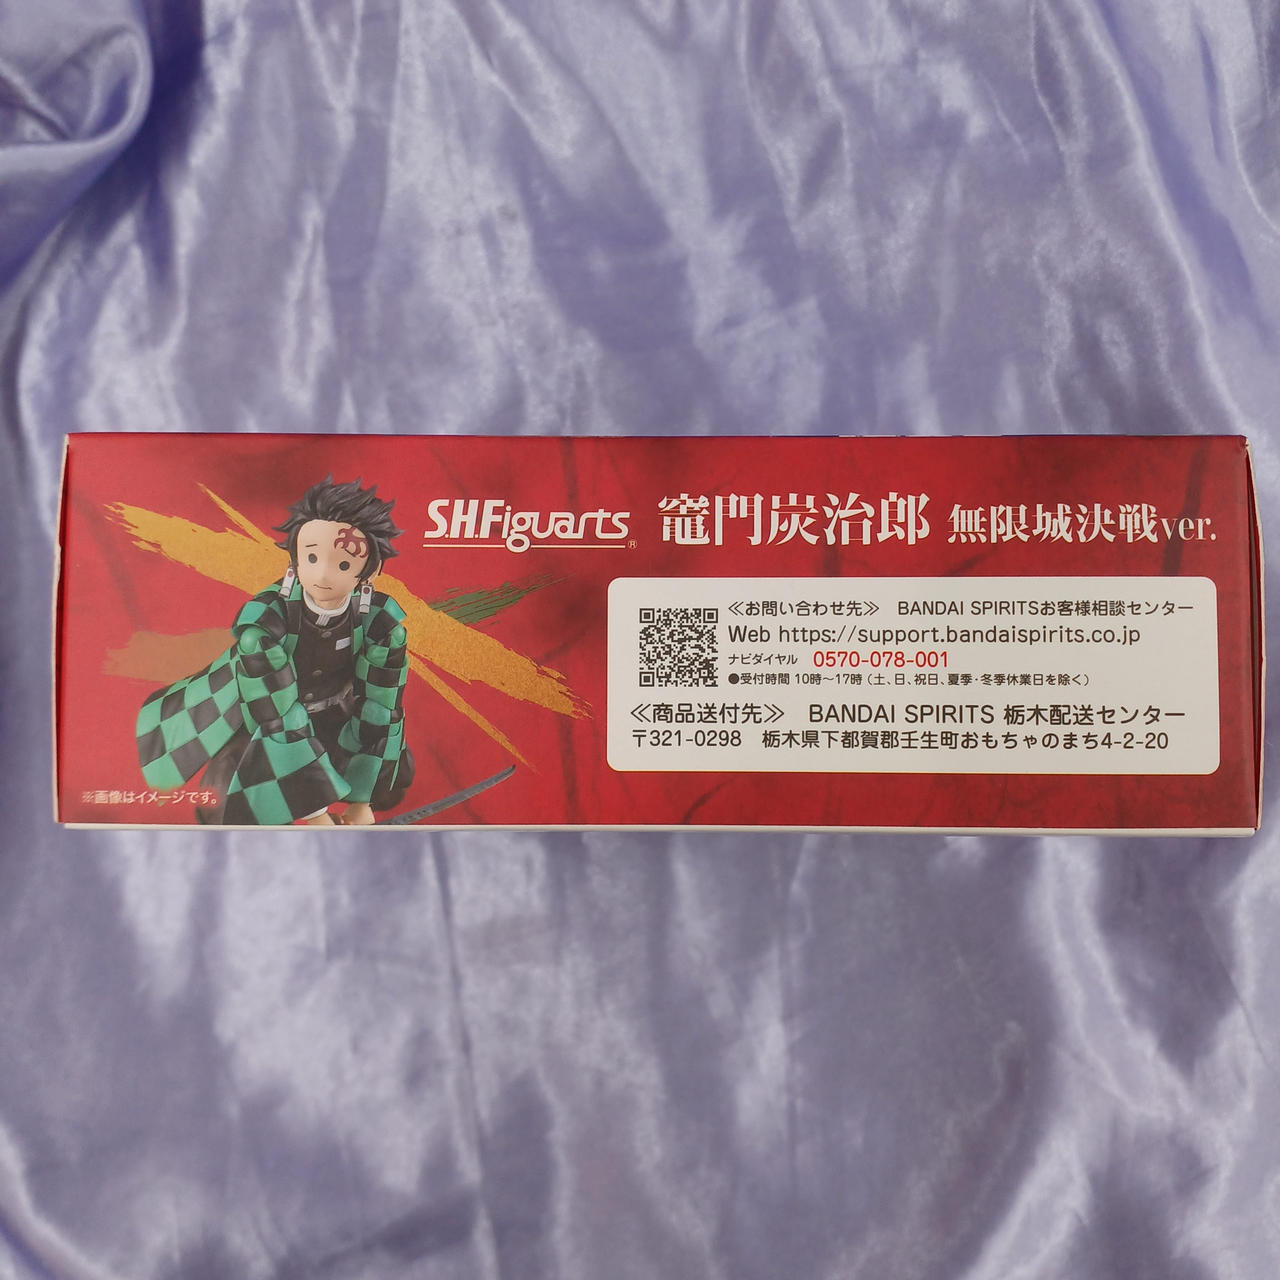 S.H.Figuarts®
竈門炭治郎 無限城決戦ver.
≪お問い合わせ先≫ BANDAI SPIRITSお客様相談センター
Web https://support.bandaispirits.co.jp
ナビダイヤル 0570-078-001
●受付時間 10時〜17時（土、日、祝日、夏季・冬季休業日を除く）
≪商品送付先≫ BANDAI SPIRITS 栃木配送センター
〒321-0298 栃木県下都賀郡壬生町おもちゃのまち4-2-20
※画像はイメージです。